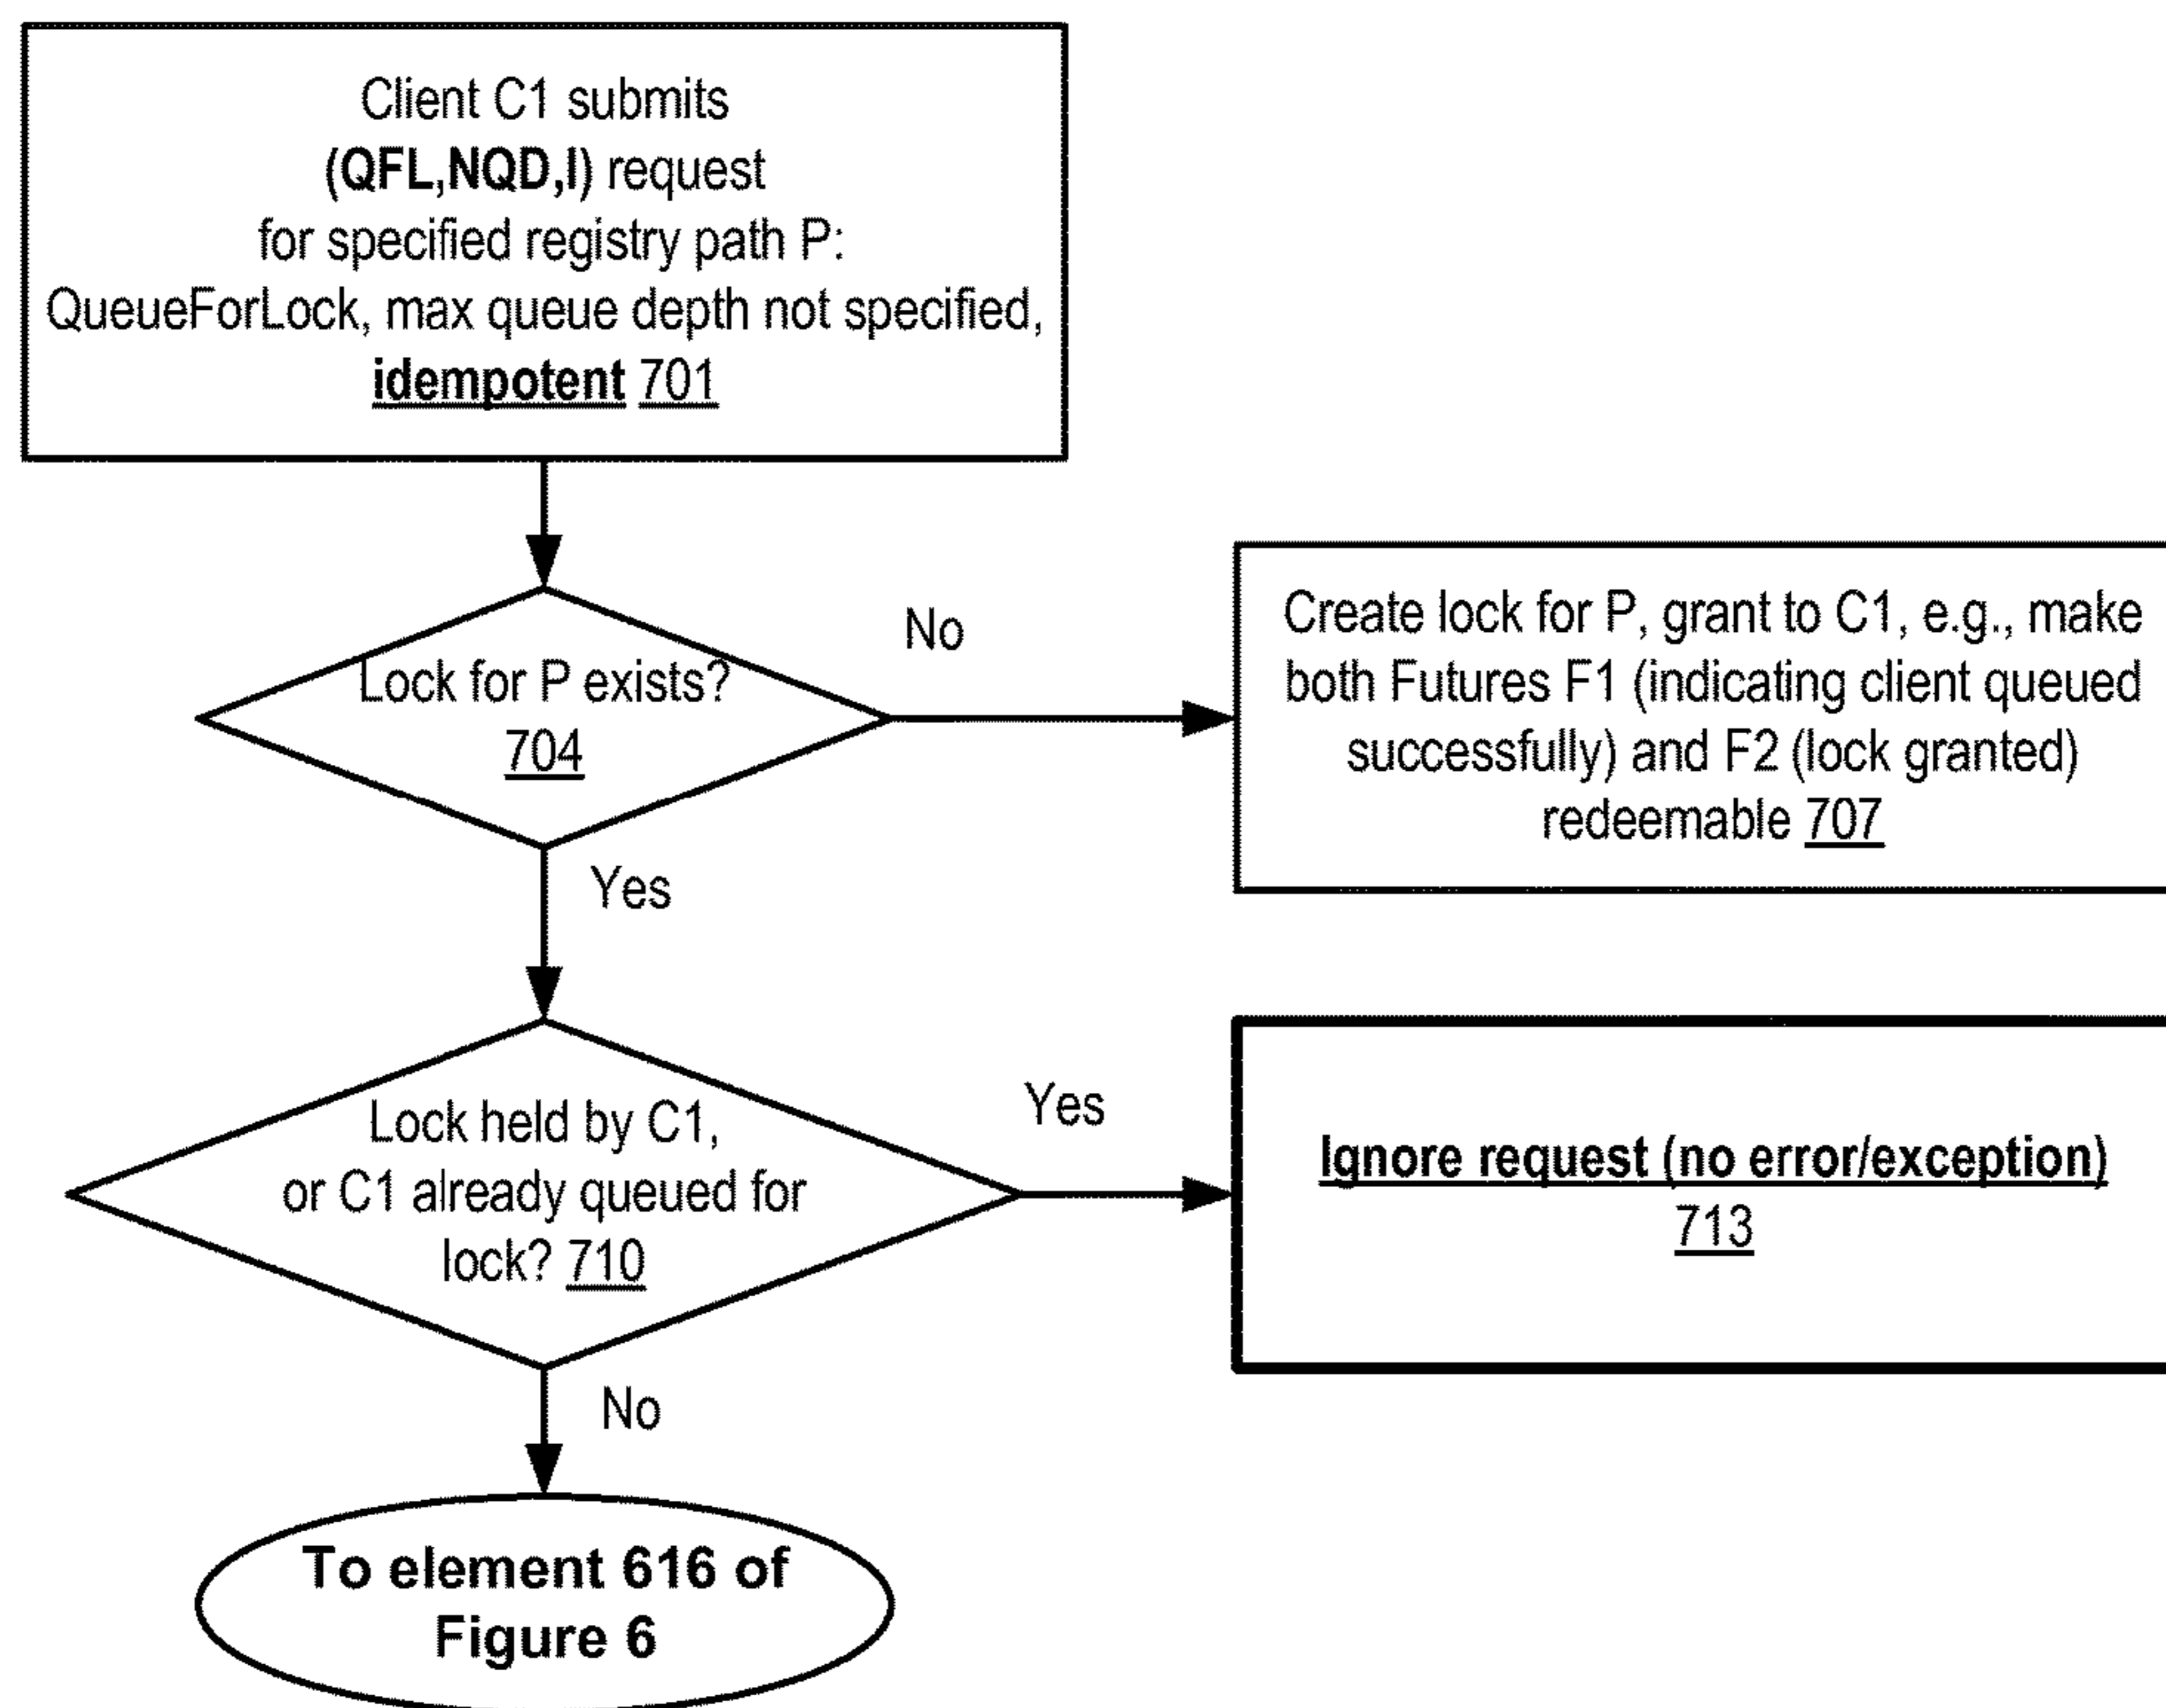 Client C1 submits
(QFL,NQD,I) request
for specified registry path P:
QueueForLock, max queue depth not specified,
idempotent 701
No
Lock for P exists?
704
Create lock for P, grant to C1, e.g., make
both Futures F1 (indicating client queued
successfully) and F2 (lock granted)
redeemable 707
Yes
Lock held by C1,
or C1 already queued for
lock? 710
Yes
Ignore request (no error/exception)
713
No
To element 616 of
Figure 6